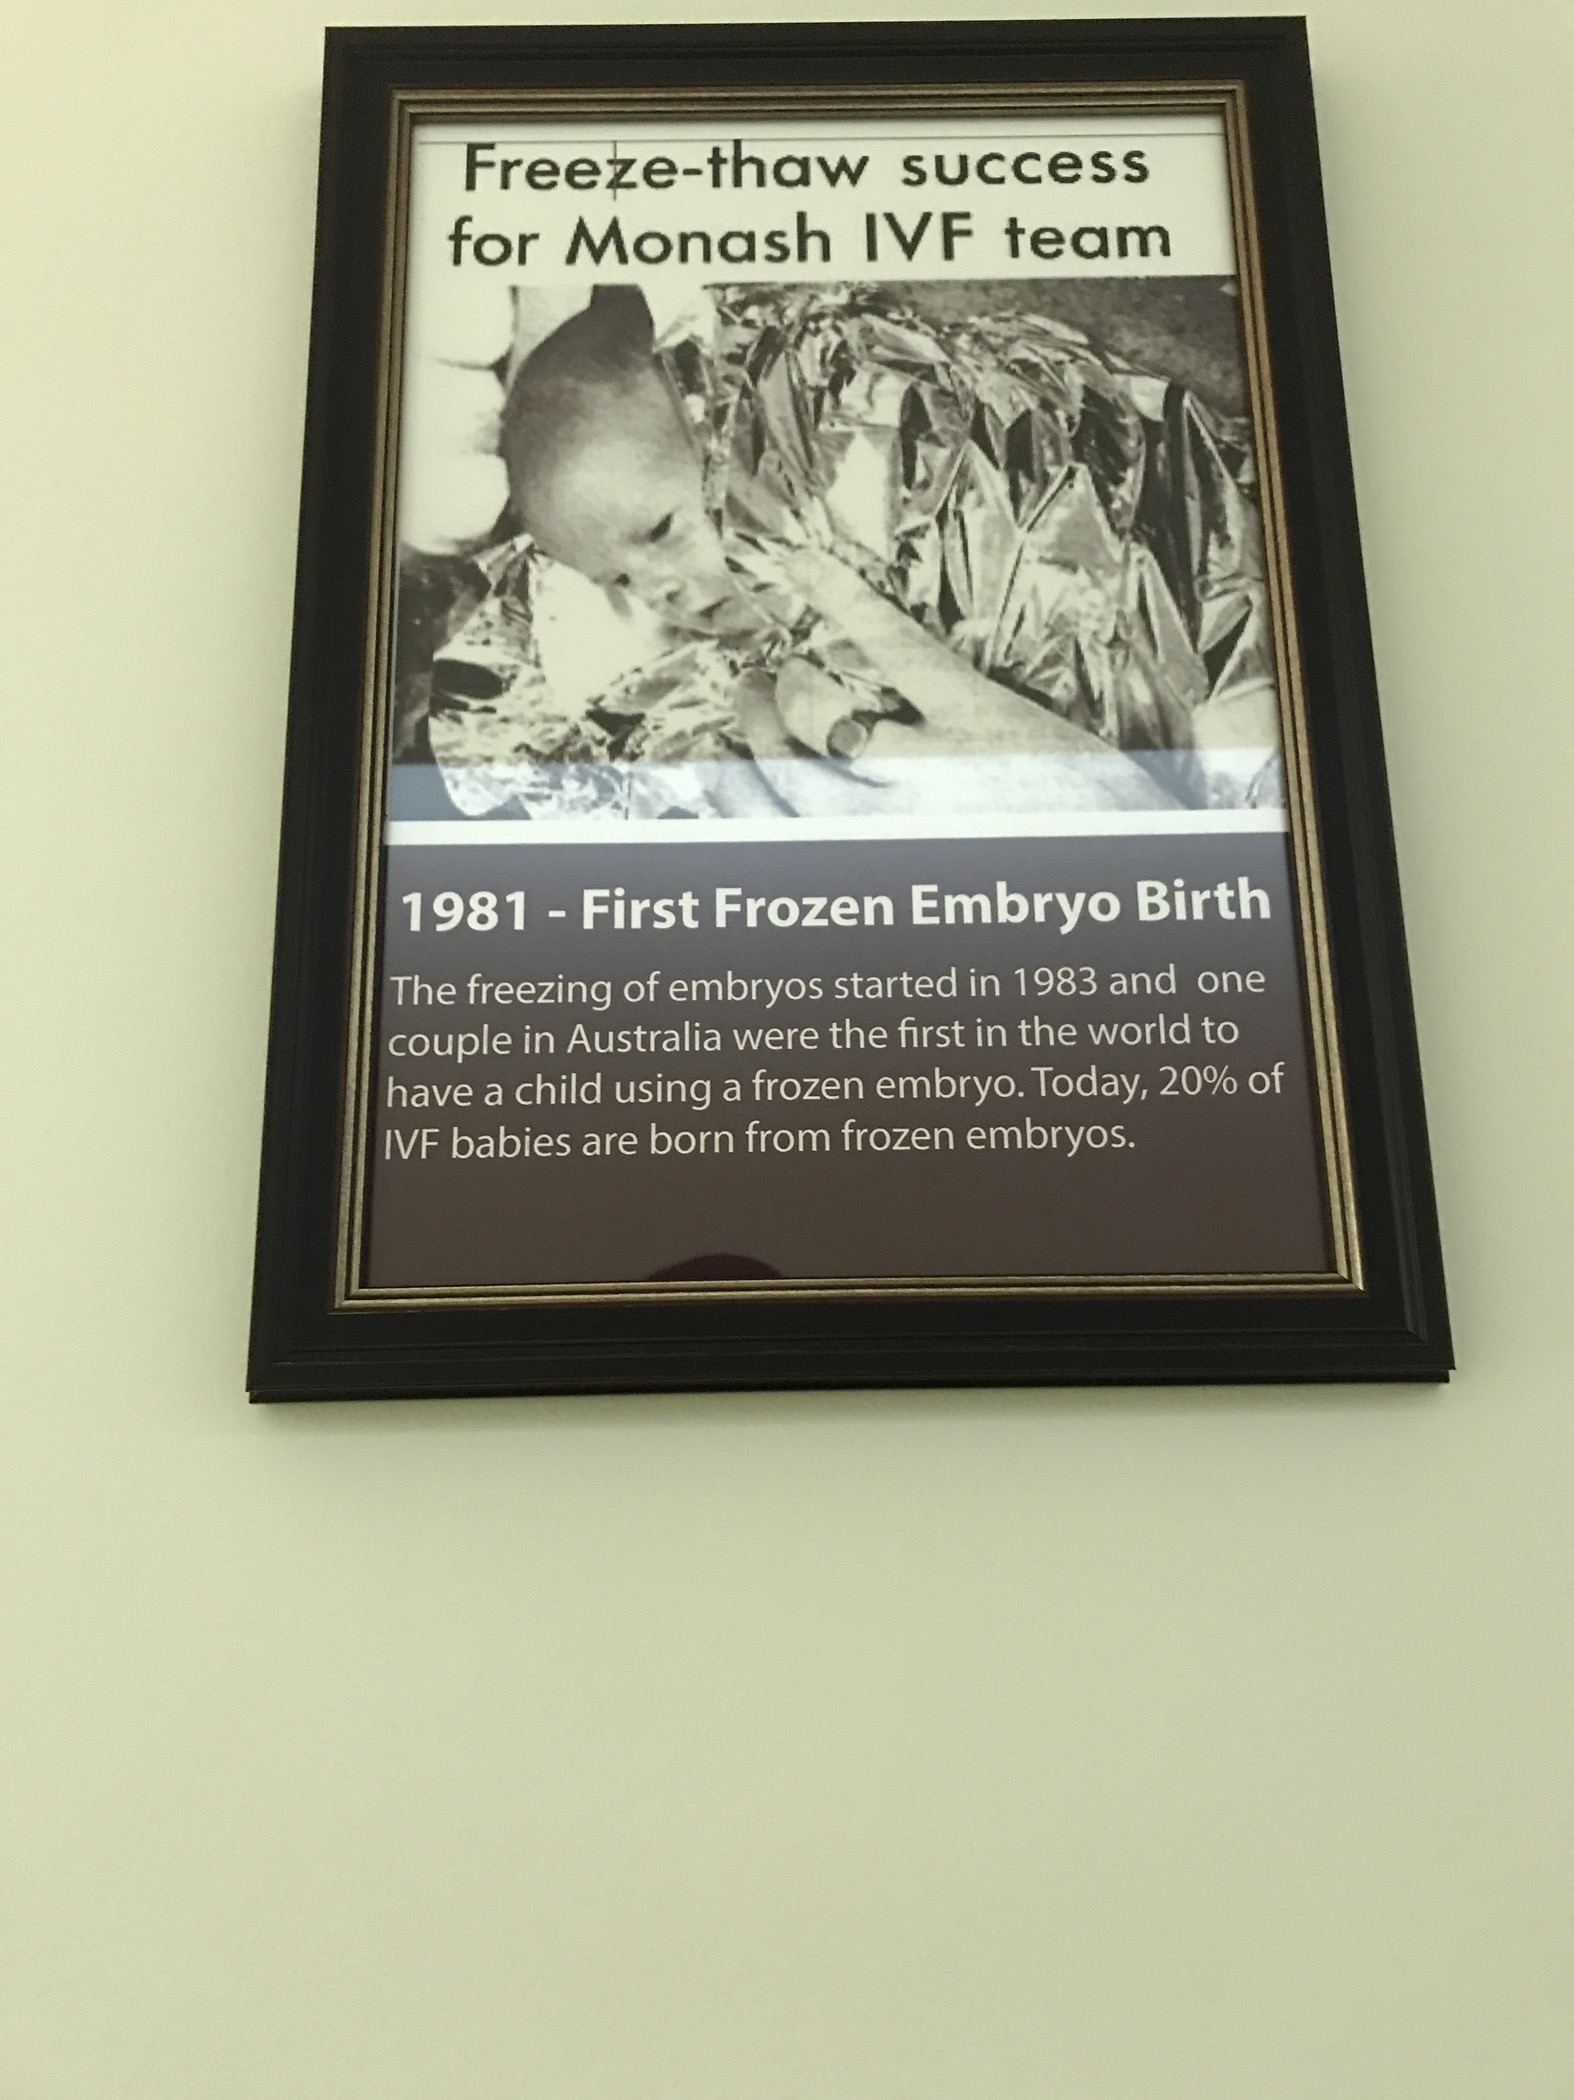 Freeze-thaw success
for Monash IVF team
1981 - First Frozen Embryo Birth
The freezing of embryos started in 1983 and one
couple in Australia were the first in the world to
have a child using a frozen embryo. Today, 20% of
IVF babies are born from frozen embryos.